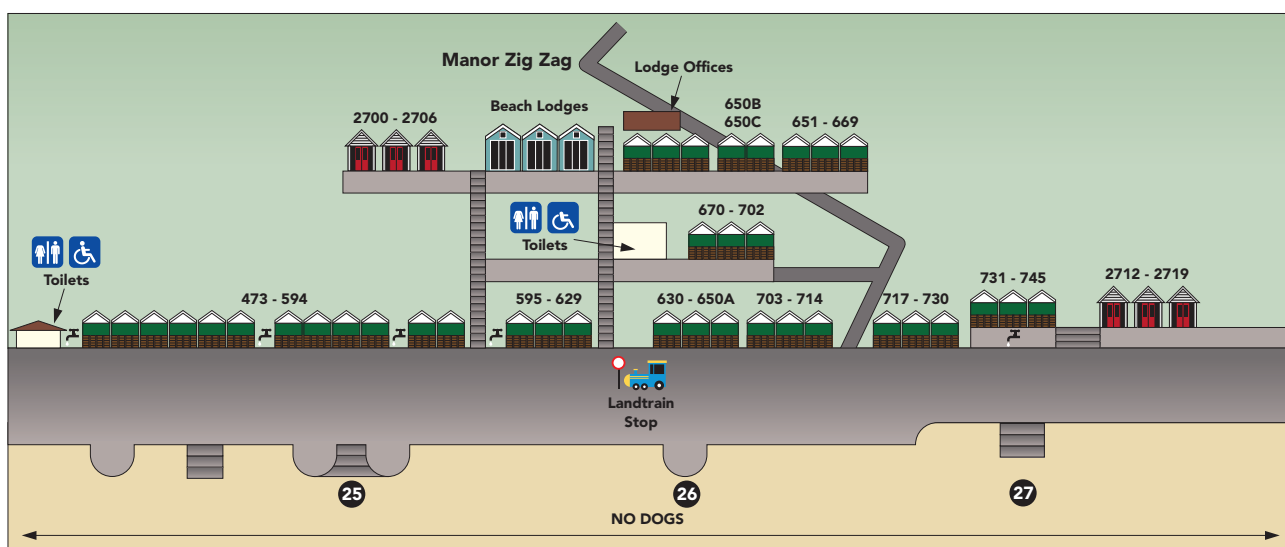 Manor Zig Zag
Lodge Offices
2700 - 2706
Beach Lodges
650B
650C
651 - 669
Toilets
670 - 702
Toilets
473 - 594
595 - 629
630 - 650A
703 - 714
717 - 730
731 - 745
2712 - 2719
Landtrain
Stop
25
26
27
NO DOGS